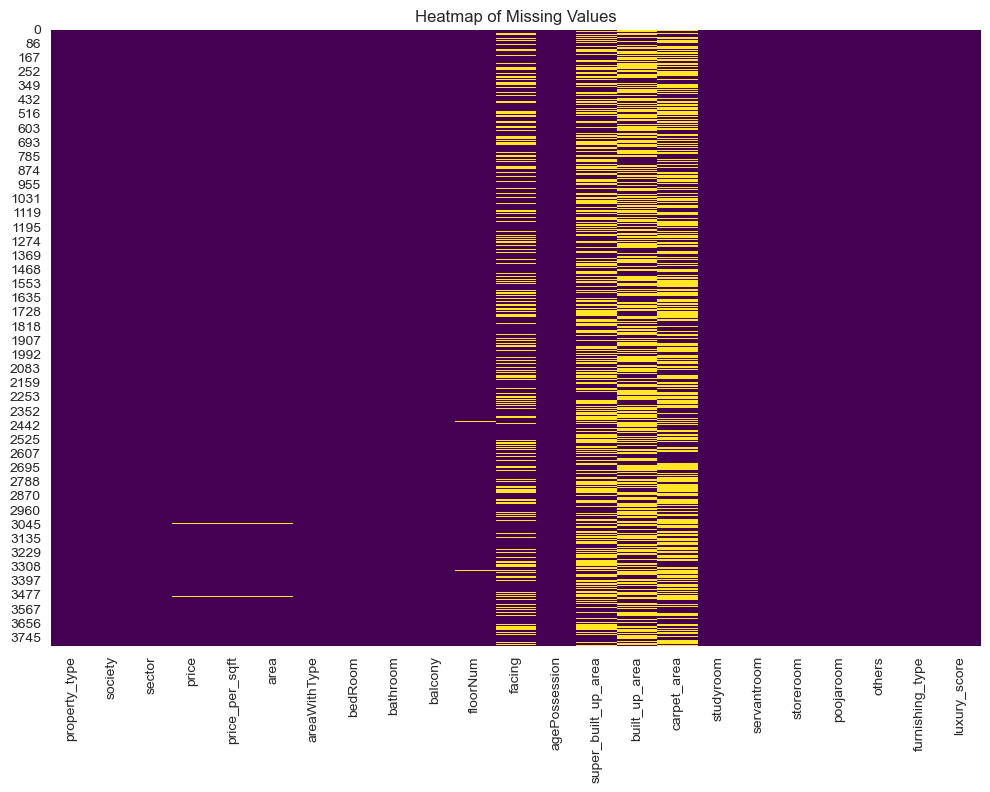 Heatmap of Missing Values
0
86
167
252
349
432
516
603
693
785
874
955
1031
1119
1195
1274
1369
1468
1553
1635
1728
1818
1907
1992
2083
2159
2253
2352
2442
2525
2607
2695
2788
2870
2960
3045
3135
3229
3308
3397
3477
3567
3656
3745
property_type
society
sector
price
price_per_sqft
area
areaWithType
bedRoom
bathroom
balcony
floorNum
facing
agePossession
super_built_up_area
built_up_area
carpet_area
studyroom
servantroom
storeroom
poojaroom
others
furnishing_type
luxury_score